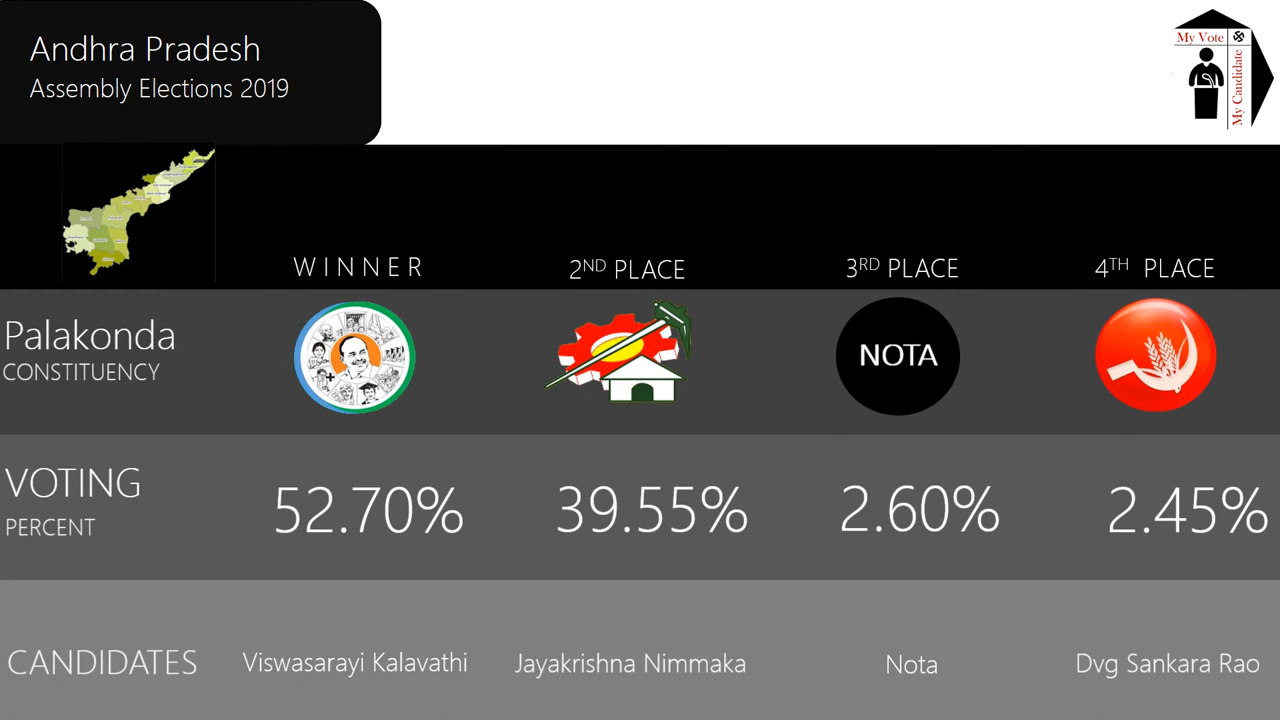 Andhra Pradesh
Assembly Elections 2019
My Vote
My Candidate
WINNER
2ND PLACE
3RD PLACE
4TH PLACE
Palakonda
CONSTITUENCY
NOTA
VOTING
PERCENT
52.70%
39.55%
2.60%
2.45%
CANDIDATES
Viswasarayi Kalavathi
Jayakrishna Nimmaka
Nota
Dvg Sankara Rao